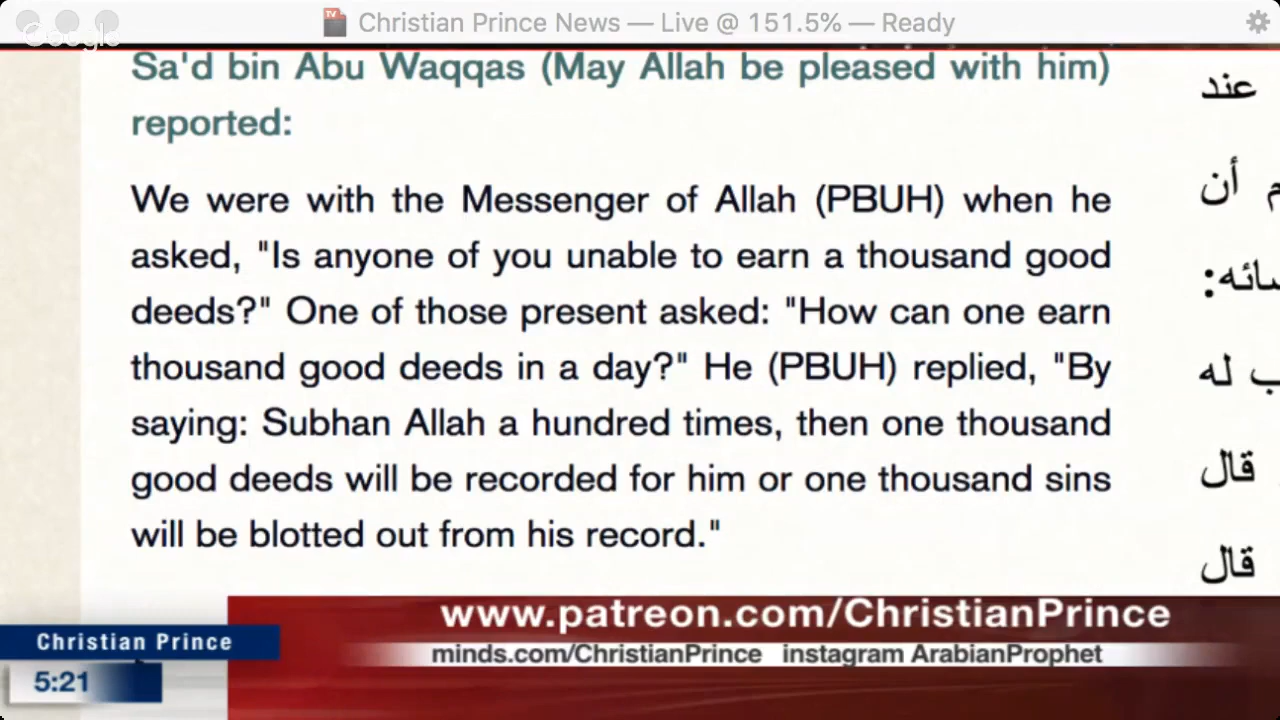 Christian Prince News — Live @ 151.5% — Ready
Google
Sa'd bin Abu Waqqas (May Allah be pleased with him)
reported:
We were with the Messenger of Allah (PBUH) when he
asked, "Is anyone of you unable to earn a thousand good
deeds?" One of those present asked: "How can one earn
thousand good deeds in a day?" He (PBUH) replied, "By
saying: Subhan Allah a hundred times, then one thousand
good deeds will be recorded for him or one thousand sins
will be blotted out from his record."
عند
أن
له
قال
قال
www.patreon.com/ChristianPrince
minds.com/ChristianPrince instagram ArabianProphet
Christian Prince
5:21